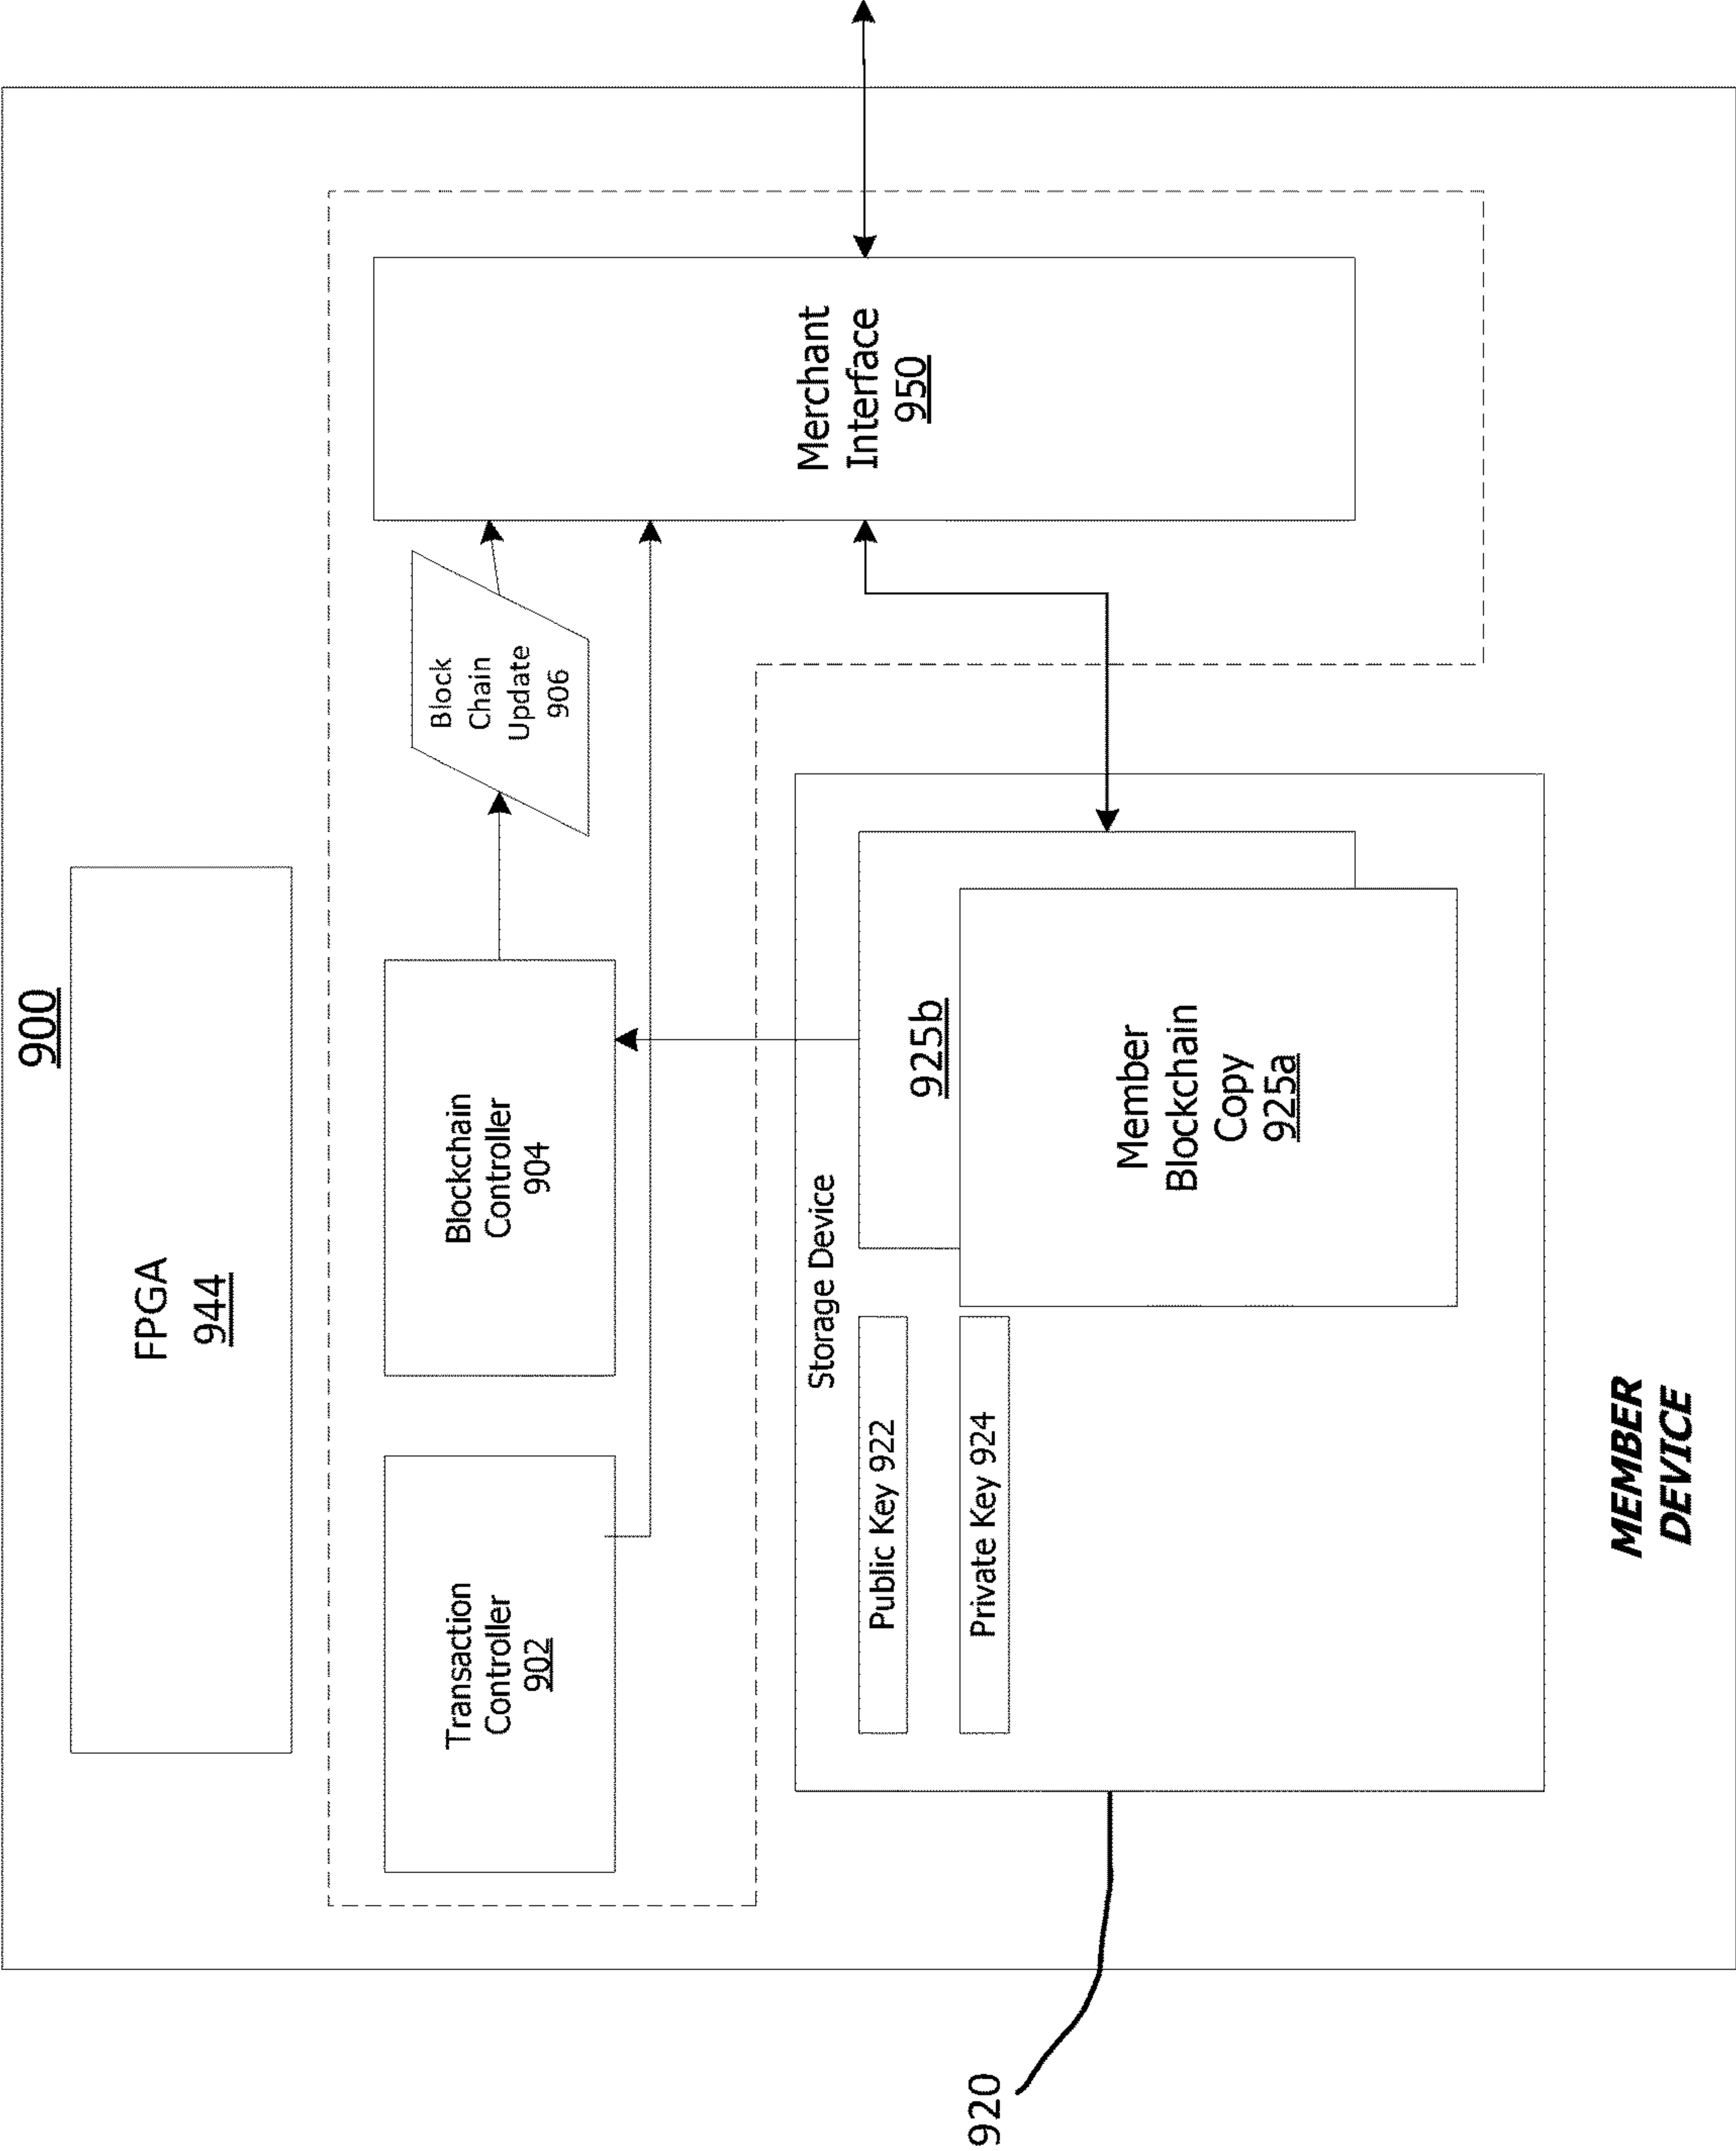 900
FPGA
944
Transaction
Controller
902
Blockchain
Controller
904
Block
Chain
Update
906
Merchant
Interface
950
Storage Device
Public Key 922
Private Key 924
925b
Member
Blockchain
Copy
925a
920
MEMBER
DEVICE